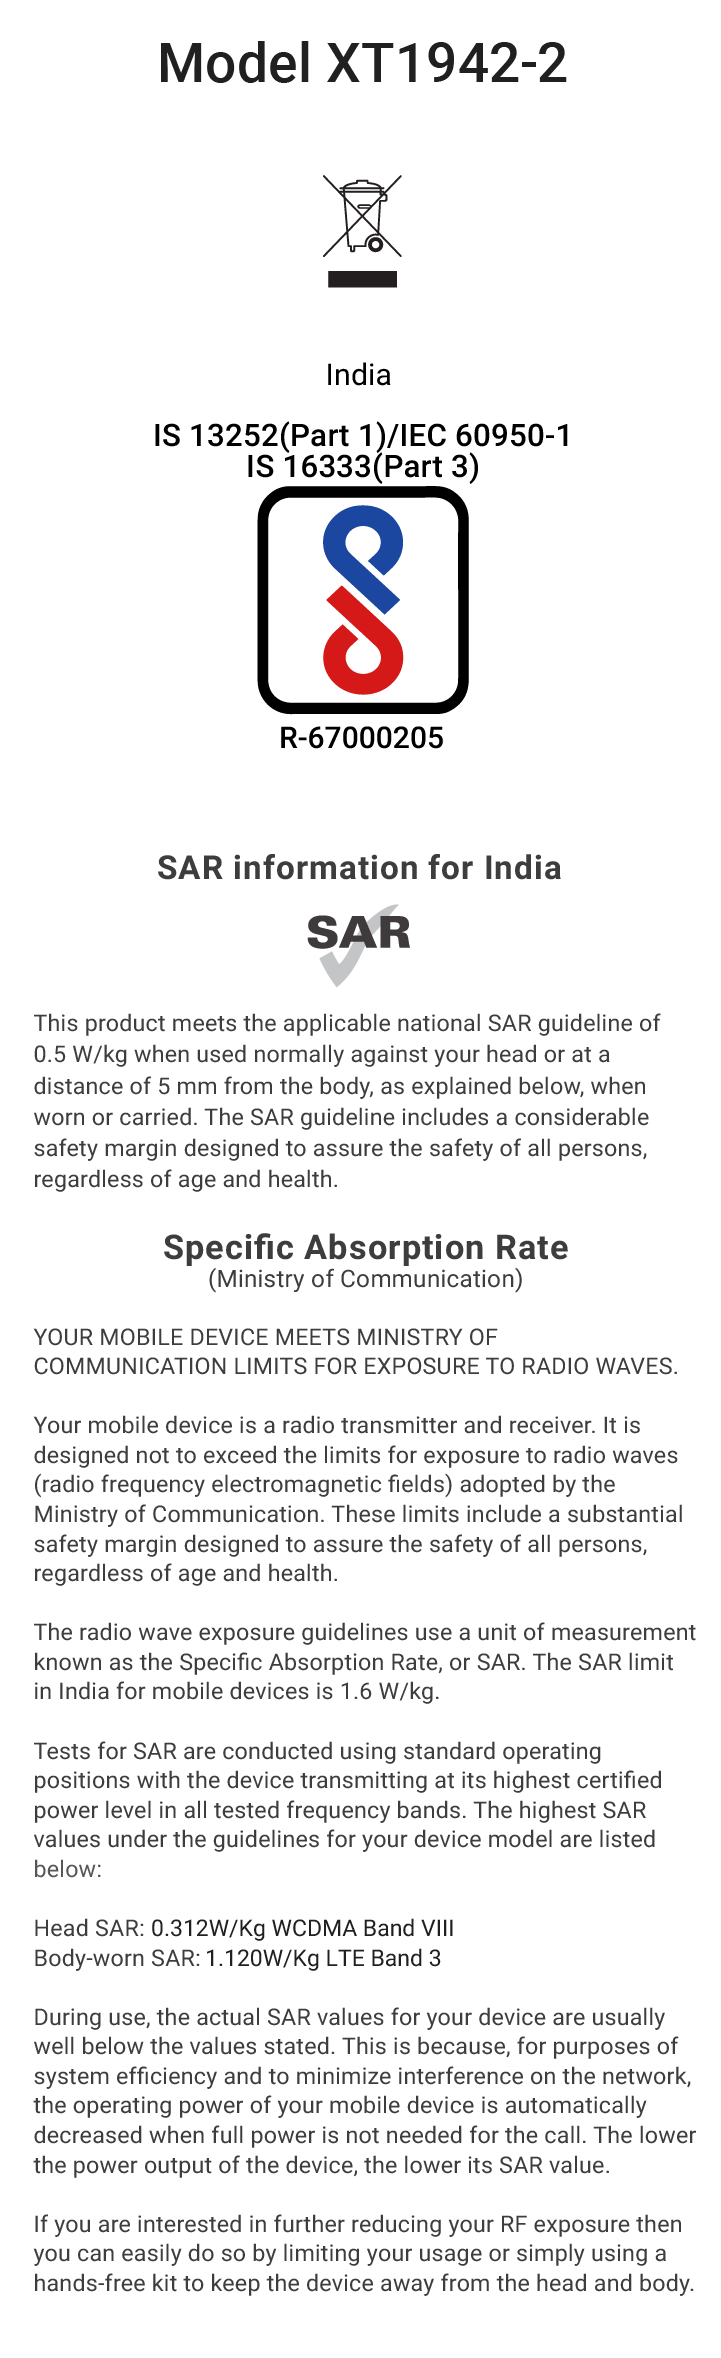 Model XT1942-2
India
IS 13252(Part 1)/IEC 60950-1
IS 16333(Part 3)
R-67000205
SAR information for India
SAR
This product meets the applicable national SAR guideline of
0.5 W/kg when used normally against your head or at a
distance of 5 mm from the body, as explained below, when
worn or carried. The SAR guideline includes a considerable
safety margin designed to assure the safety of all persons,
regardless of age and health.
Specific Absorption Rate
(Ministry of Communication)
YOUR MOBILE DEVICE MEETS MINISTRY OF
COMMUNICATION LIMITS FOR EXPOSURE TO RADIO WAVES.
Your mobile device is a radio transmitter and receiver. It is
designed not to exceed the limits for exposure to radio waves
(radio frequency electromagnetic fields) adopted by the
Ministry of Communication. These limits include a substantial
safety margin designed to assure the safety of all persons,
regardless of age and health.
The radio wave exposure guidelines use a unit of measurement
known as the Specific Absorption Rate, or SAR. The SAR limit
in India for mobile devices is 1.6 W/kg.
Tests for SAR are conducted using standard operating
positions with the device transmitting at its highest certified
power level in all tested frequency bands. The highest SAR
values under the guidelines for your device model are listed
below:
Head SAR: 0.312W/Kg WCDMA Band VIII
Body-worn SAR: 1.120W/Kg LTE Band 3
During use, the actual SAR values for your device are usually
well below the values stated. This is because, for purposes of
system efficiency and to minimize interference on the network,
the operating power of your mobile device is automatically
decreased when full power is not needed for the call. The lower
the power output of the device, the lower its SAR value.
If you are interested in further reducing your RF exposure then
you can easily do so by limiting your usage or simply using a
hands-free kit to keep the device away from the head and body.